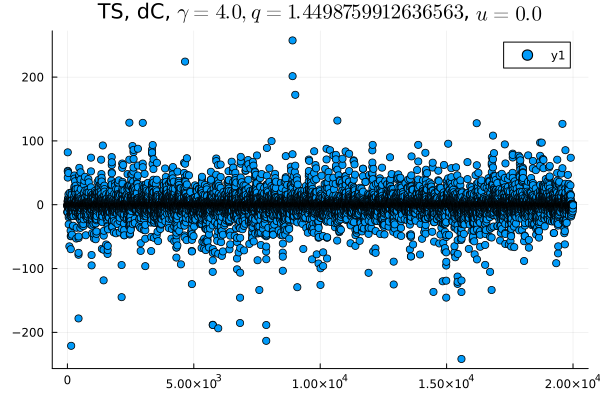 TS, dC, γ = 4.0, q = 1.4498759912636563, u = 0.0
y1
200
100
0
−100
−200
0 5.00×10³ 1.00×10⁴ 1.50×10⁴ 2.00×10⁴